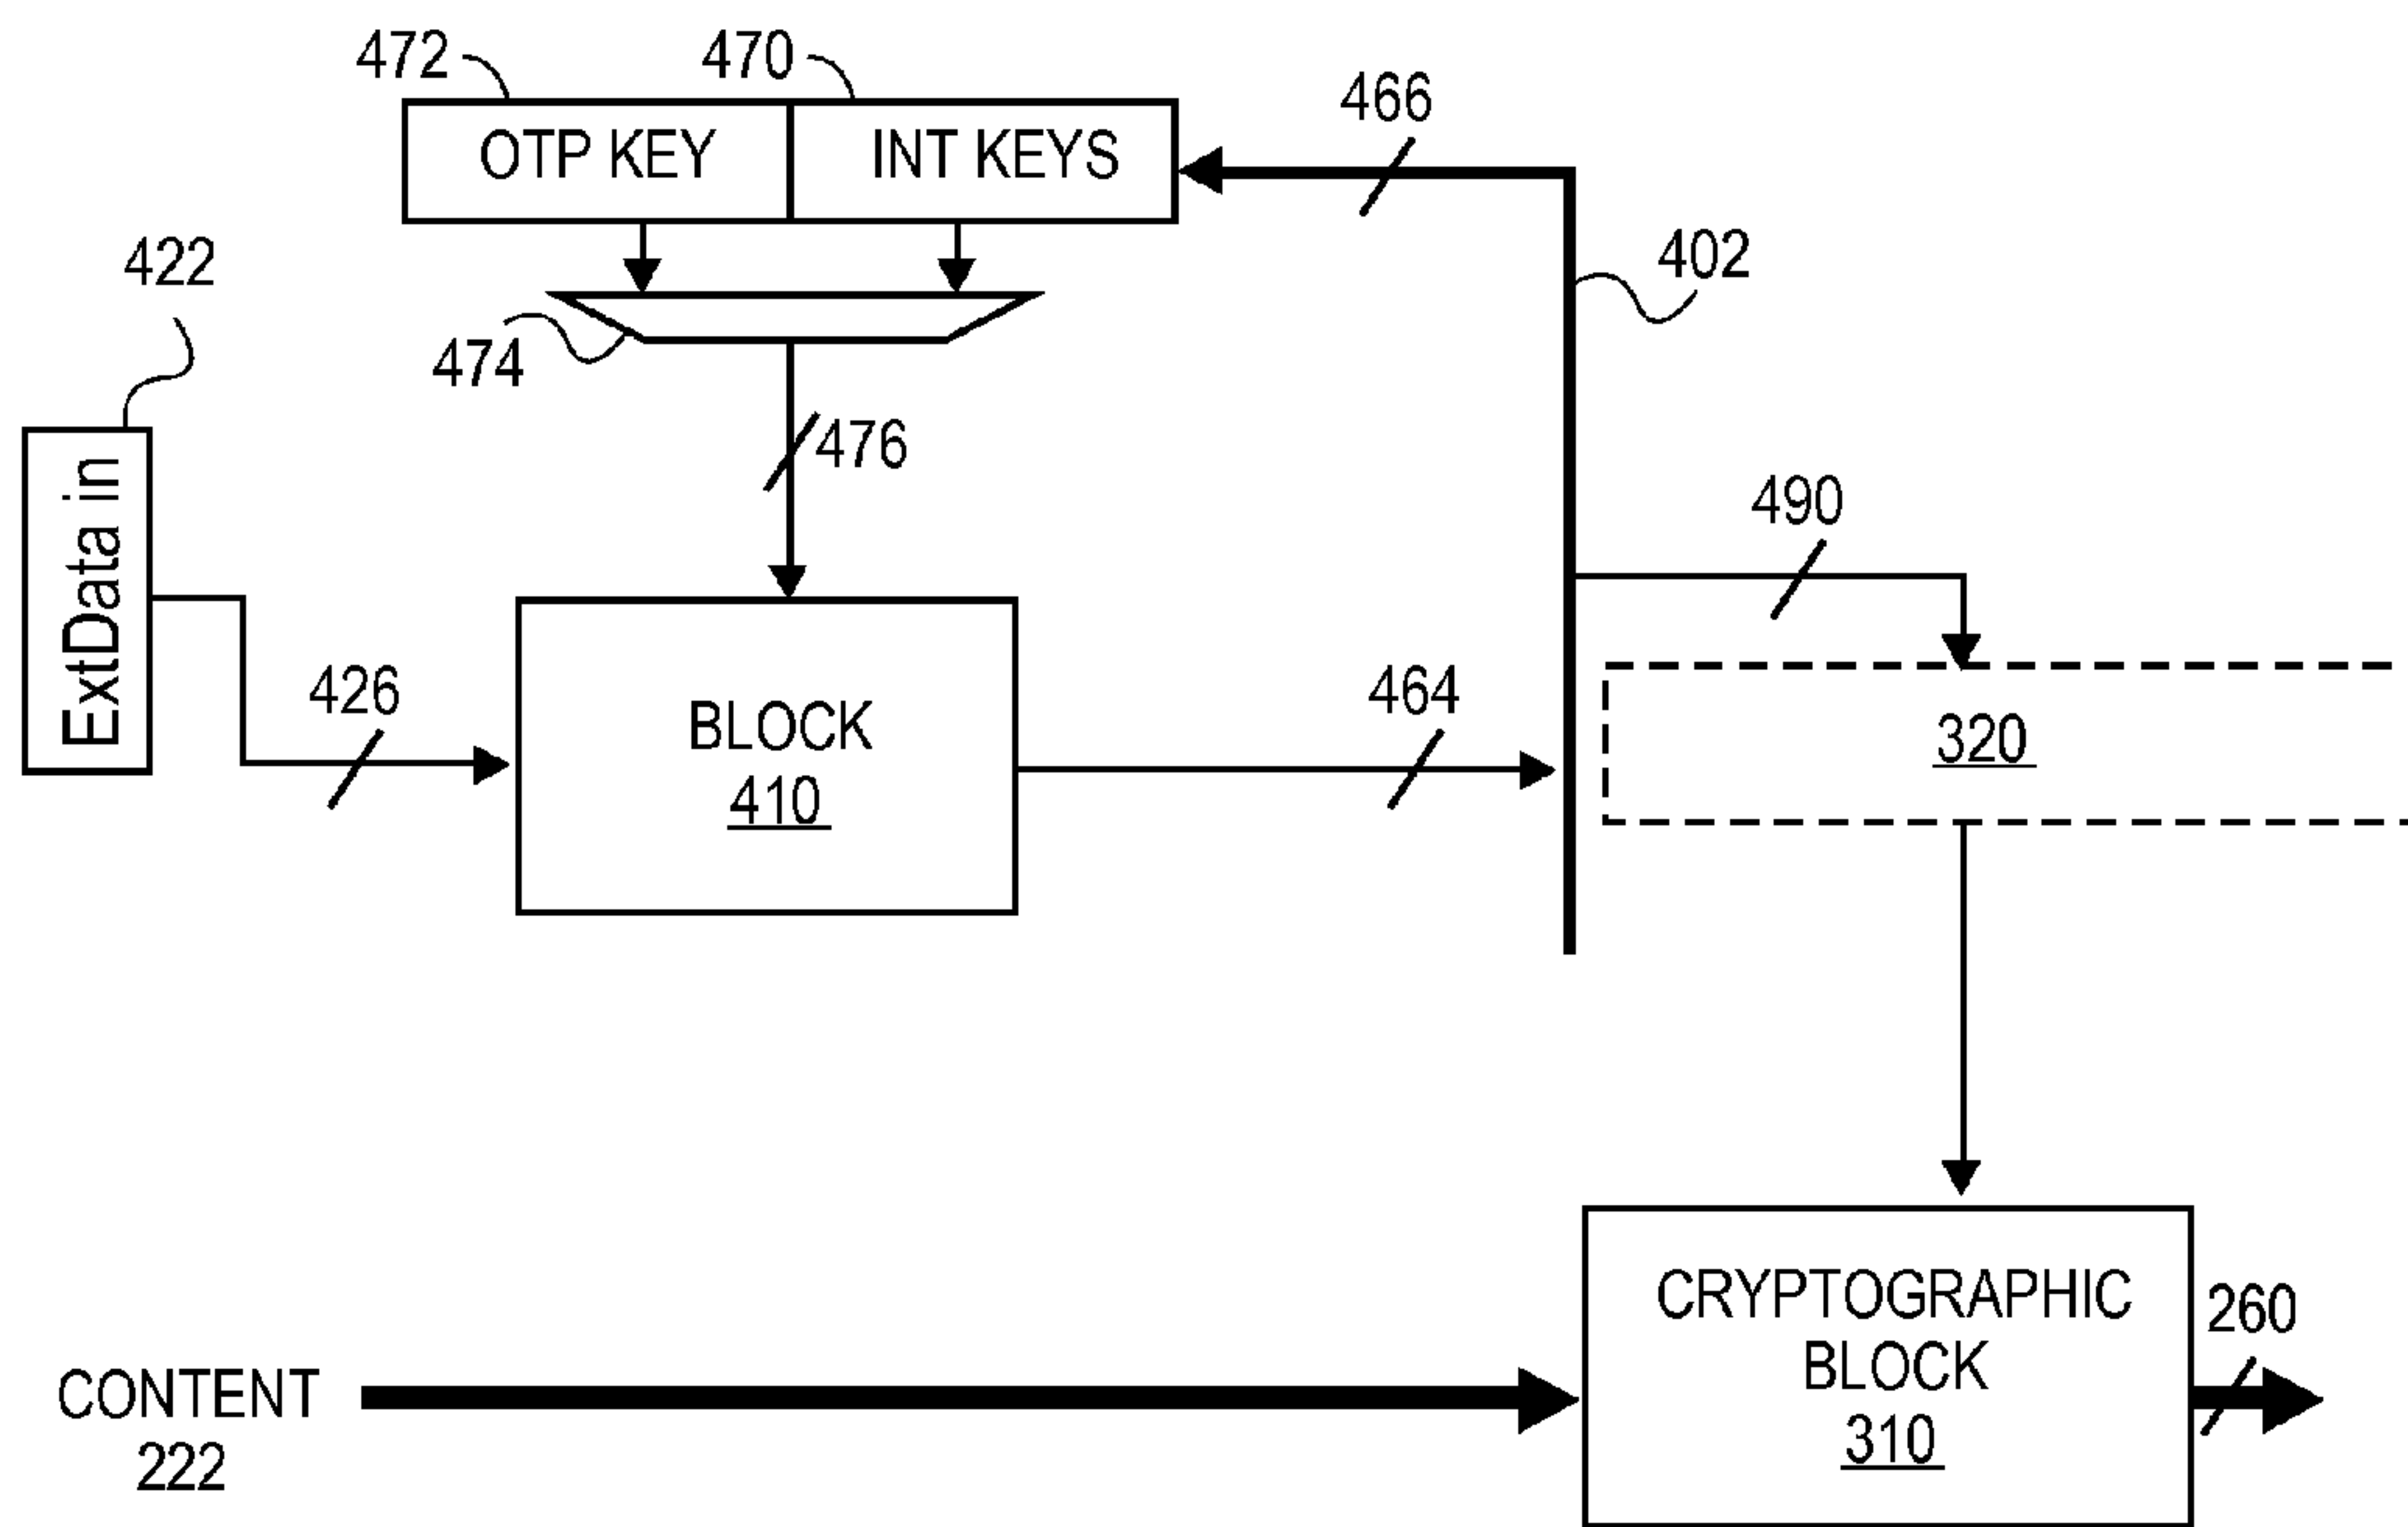 472
470
466
OTP KEY
INT KEYS
422
402
474
476
490
ExtData in
426
464
BLOCK
410
320
CRYPTOGRAPHIC
BLOCK
310
260
CONTENT
222